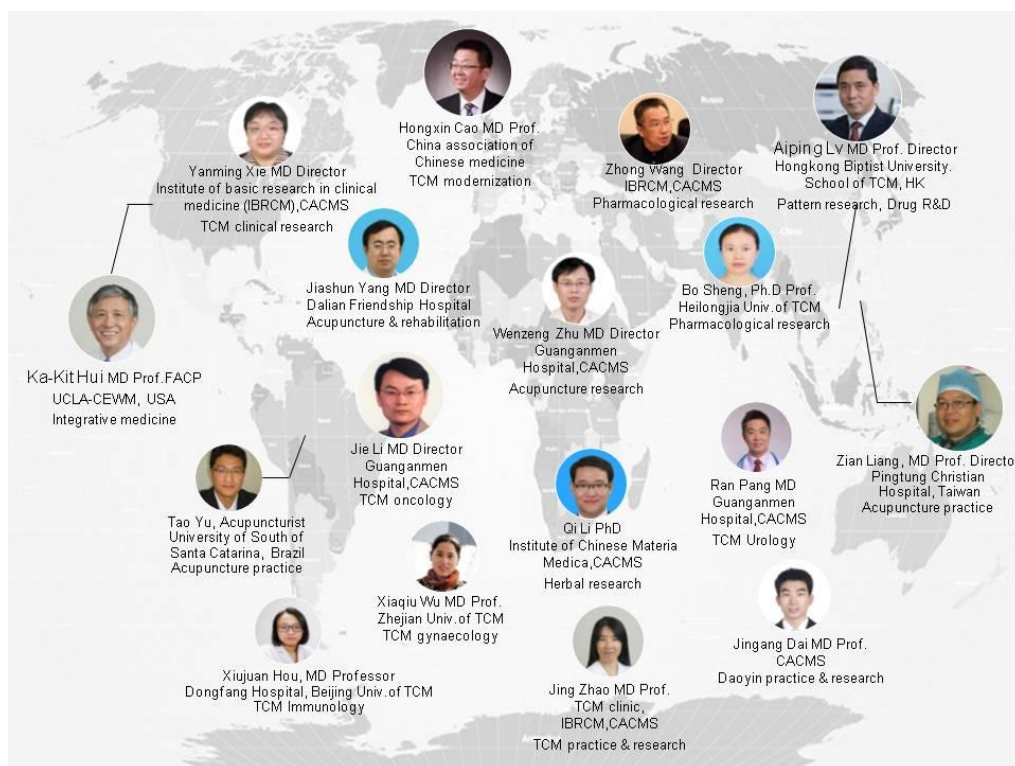 Hongxin Cao MD Prof.
China association of
Chinese medicine
TCM modernization
Yanming Xie MD Director
Institute of basic research in clinical
medicine (IBRCM),CACMS
TCM clinical research
Zhong Wang Director
IBRCM,CACMS
Pharmacological research
Aiping Lv MD Prof. Director
Hongkong Biptist University.
School of TCM, HK
Pattern research, Drug R&D
Jiashun Yang MD Director
Dalian Friendship Hospital
Acupuncture & rehabilitation
Wenzeng Zhu MD Director
Guanganmen
Hospital,CACMS
Acupuncture research
Bo Sheng, Ph.D Prof.
Heilongjia Univ. of TCM
Pharmacological research
Ka-Kit Hui MD Prof.FACP
UCLA-CEWM, USA
Integrative medicine
Jie Li MD Director
Guanganmen
Hospital,CACMS
TCM oncology
Zian Liang, MD Prof. Director
Pingtung Christian
Hospital, Taiwan
Acupuncture practice
Ran Pang MD
Guanganmen
Hospital,CACMS
TCM Urology
Tao Yu, Acupuncturist
University of South of
Santa Catarina, Brazil
Acupuncture practice
Qi Li PhD
Institute of Chinese Materia
Medica,CACMS
Herbal research
Xiaqiu Wu MD Prof.
Zhejian Univ.of TCM
TCM gynaecology
Xiujuan Hou, MD Professor
Dongfang Hospital, Beijing Univ.of TCM
TCM Immunology
Jing Zhao MD Prof.
TCM clinic,
IBRCM,CACMS
TCM practice & research
Jingang Dai MD Prof.
CACMS
Daoyin practice & research